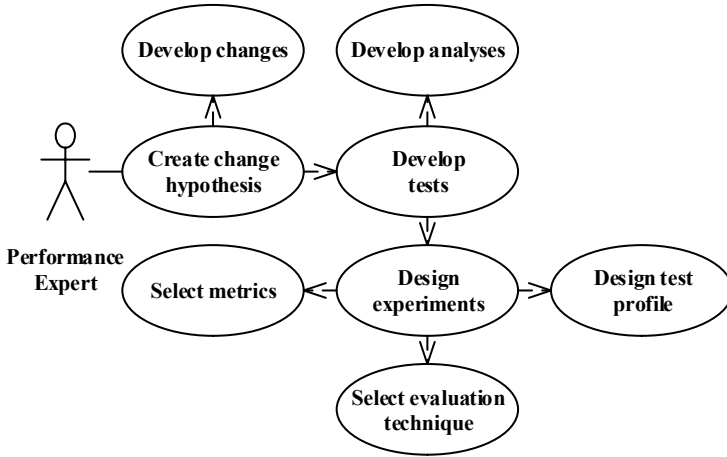 Develop changes
Develop analyses
Create change
hypothesis
Develop
tests
Performance
Expert
Select metrics
Design
experiments
Design test
profile
Select evaluation
technique